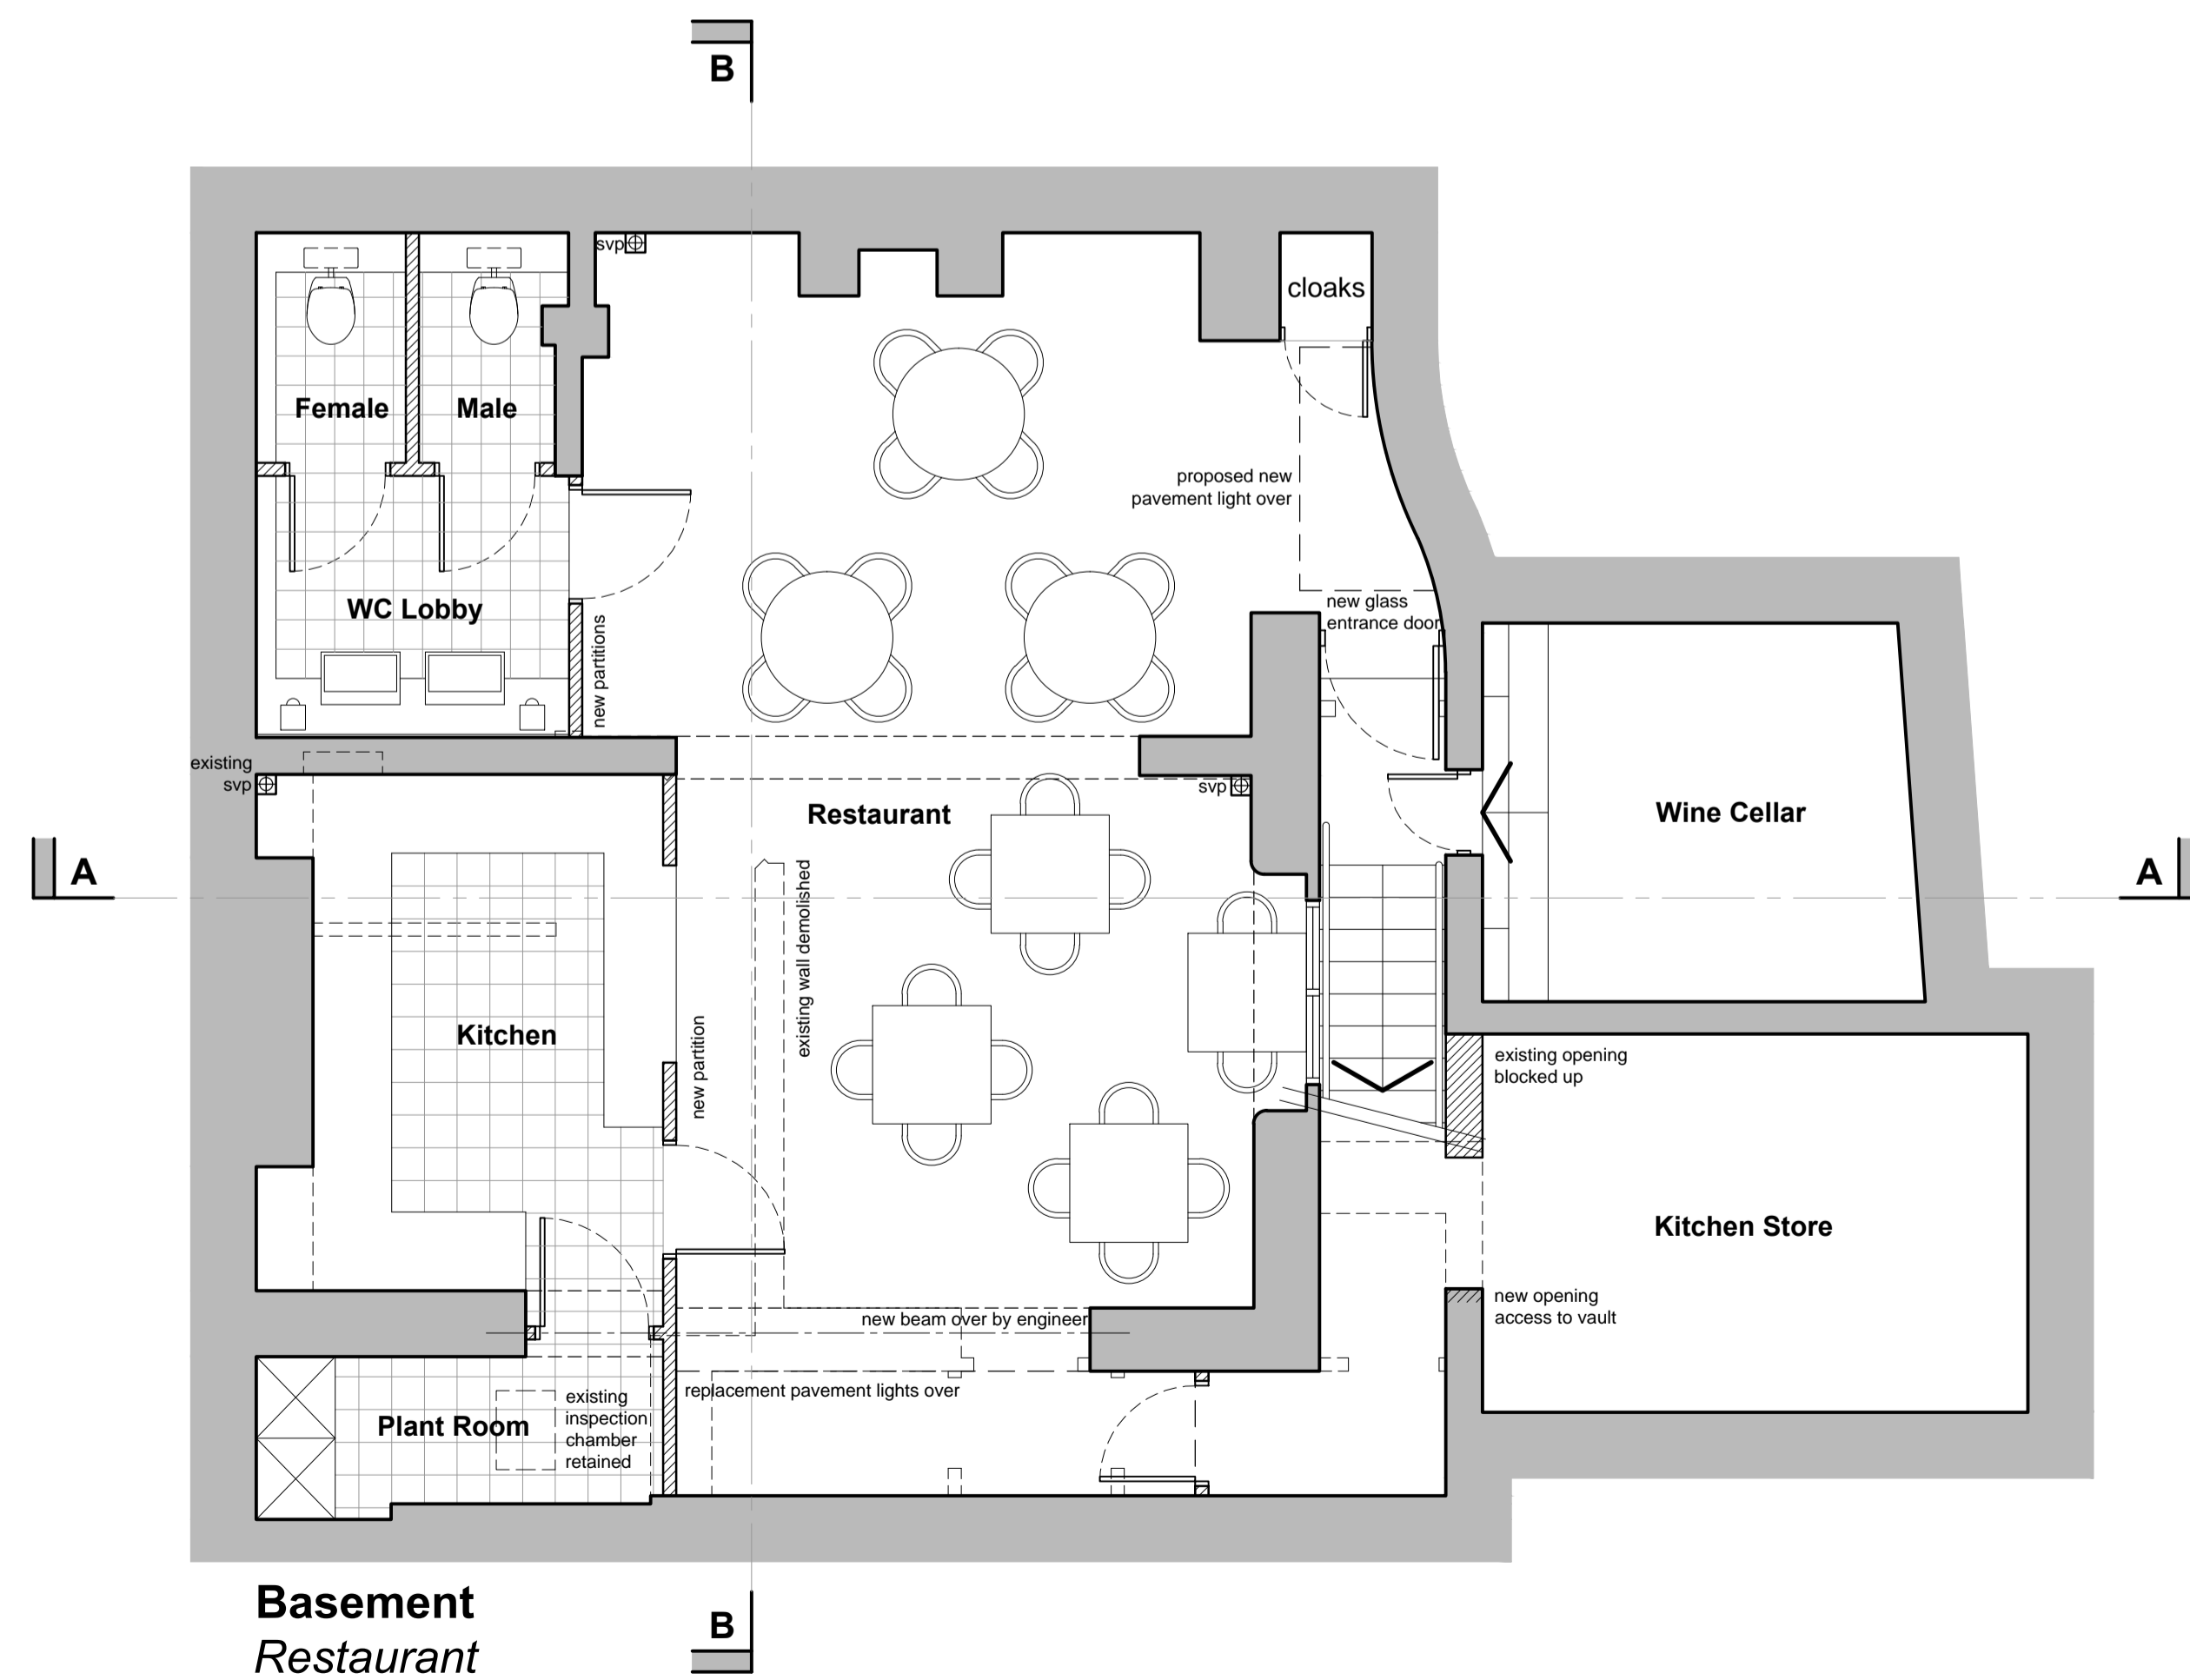 B
svp
cloaks
Female
Male
proposed new
pavement light over
new glass
entrance door
WC Lobby
new partitions
existing
svp
svp
Restaurant
Wine Cellar
A
A
existing wall demolished
Kitchen
new partition
existing opening
blocked up
Kitchen Store
new opening
access to vault
new beam over by engineer
replacement pavement lights over
Plant Room
existing
inspection
chamber
retained
Basement
Restaurant
B